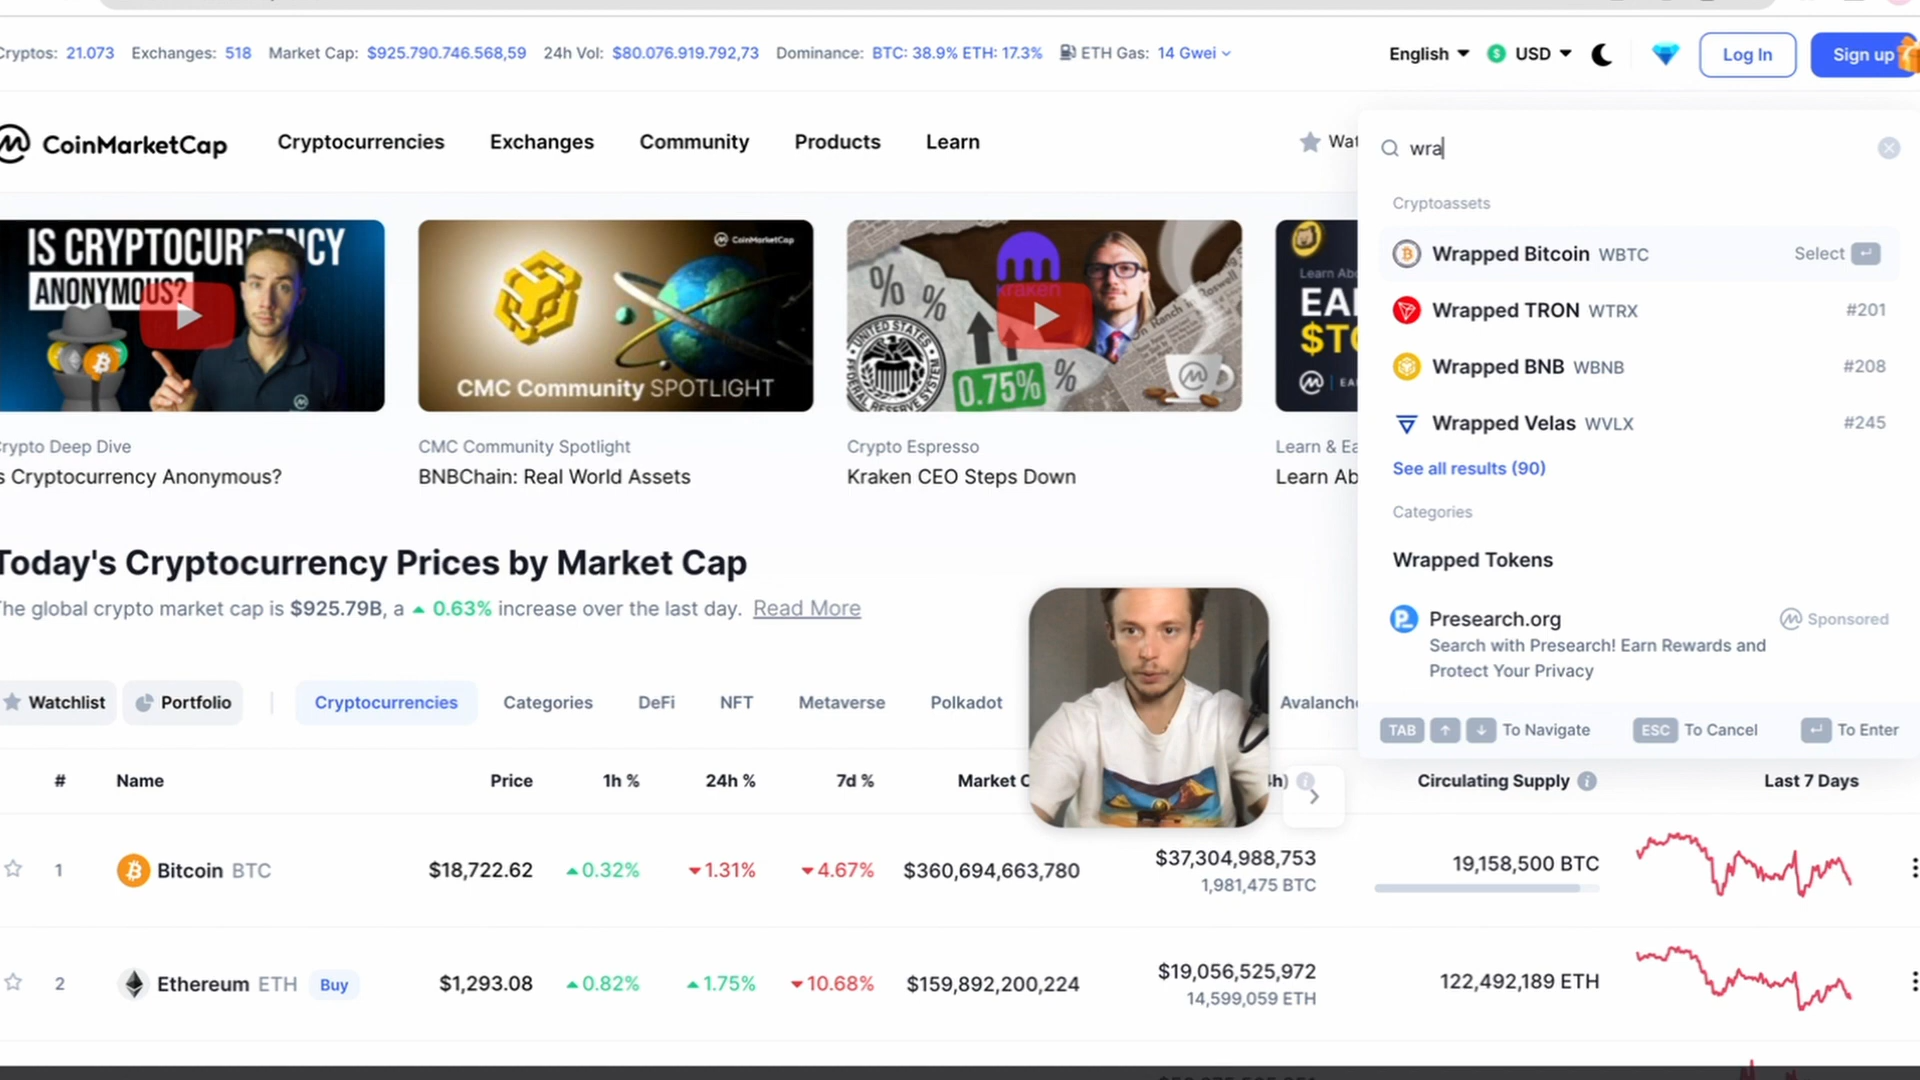 Cryptos: 21.073 Exchanges: 518 Market Cap: $925.790.746.568,59 24h Vol: $80.076.919.792,73 Dominance: BTC: 38.9% ETH: 17.3% ETH Gas: 14 Gwei
English USD Log In Sign up
CoinMarketCap Cryptocurrencies Exchanges Community Products Learn
wra
Cryptoassets
Wrapped Bitcoin WBTC Select
Wrapped TRON WTRX #201
Wrapped BNB WBNB #208
Wrapped Velas WVLX #245
See all results (90)
Categories
Wrapped Tokens
Presearch.org Sponsored
Search with Presearch! Earn Rewards and
Protect Your Privacy
TAB To Navigate ESC To Cancel To Enter
IS CRYPTOCURRENCY
ANONYMOUS?
CoinMarketCap
CMC Community SPOTLIGHT
kraken
UNITED STATES
FEDERAL RESERVE SYSTEM
0.75%
% % %
Crypto Deep Dive
Is Cryptocurrency Anonymous?
CMC Community Spotlight
BNBChain: Real World Assets
Crypto Espresso
Kraken CEO Steps Down
Today's Cryptocurrency Prices by Market Cap
The global crypto market cap is $925.79B, a 0.63% increase over the last day. Read More
Watchlist Portfolio Cryptocurrencies Categories DeFi NFT Metaverse Polkadot
# Name Price 1h % 24h % 7d % Circulating Supply Last 7 Days
1 Bitcoin BTC $18,722.62 0.32% 1.31% 4.67% $360,694,663,780 $37,304,988,753 19,158,500 BTC
1,981,475 BTC
2 Ethereum ETH Buy $1,293.08 0.82% 1.75% 10.68% $159,892,200,224 $19,056,525,972 122,492,189 ETH
14,599,059 ETH